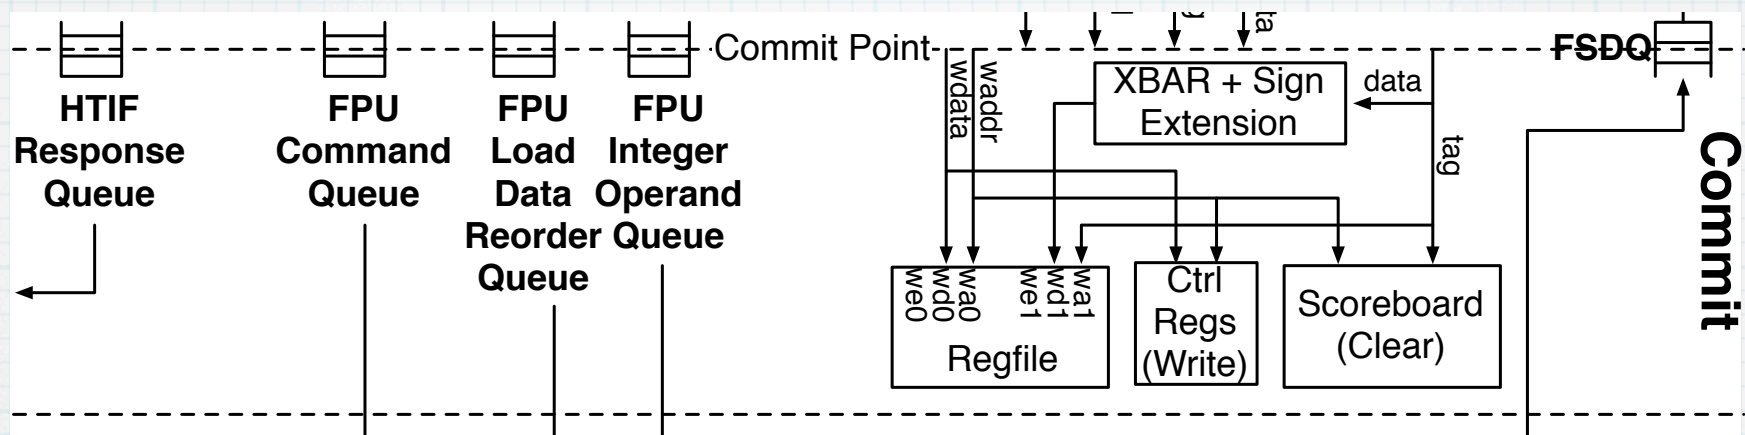 Commit Point
FSDQ
HTIF
Response
Queue
FPU
Command
Queue
FPU
Load
Data
Reorder
Queue
FPU
Integer
Operand
Queue
wdata
waddr
XBAR + Sign
Extension
data
tag
Commit
we0
wd0
wa0
we1
wd1
wa1
Regfile
Ctrl
Regs
(Write)
Scoreboard
(Clear)